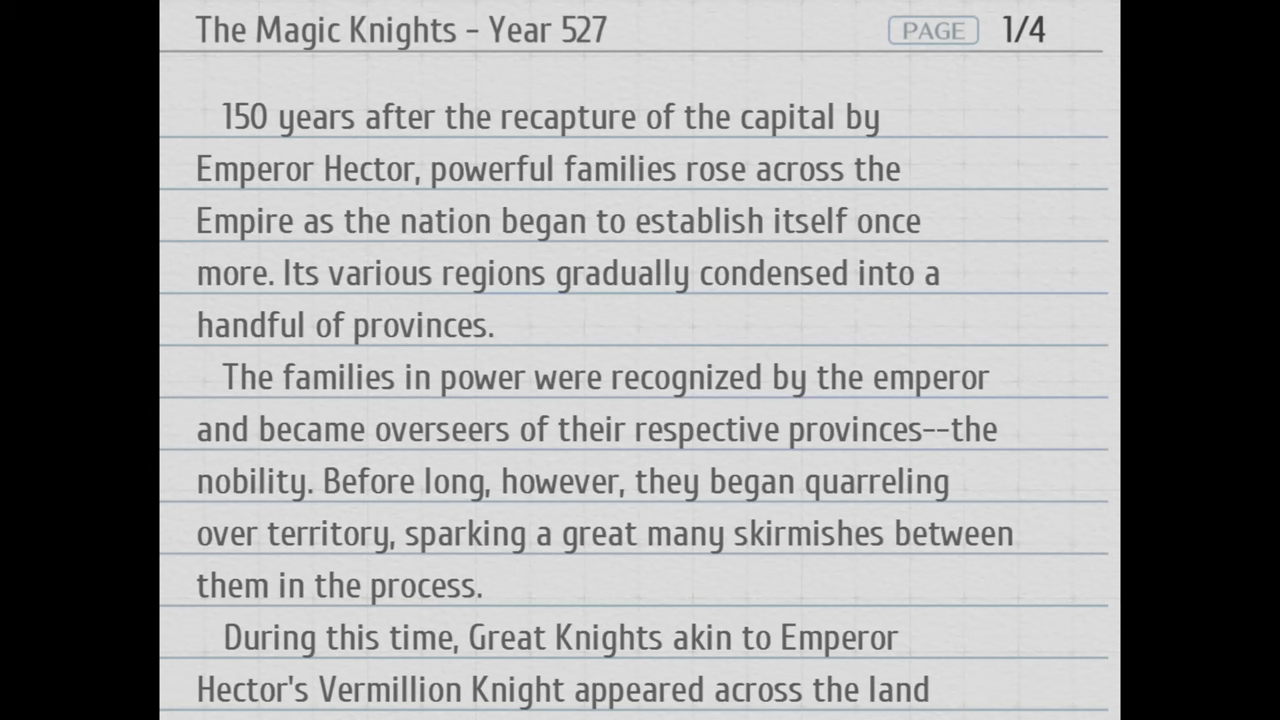 The Magic Knights - Year 527
PAGE 1/4
150 years after the recapture of the capital by
Emperor Hector, powerful families rose across the
Empire as the nation began to establish itself once
more. Its various regions gradually condensed into a
handful of provinces.
The families in power were recognized by the emperor
and became overseers of their respective provinces--the
nobility. Before long, however, they began quarreling
over territory, sparking a great many skirmishes between
them in the process.
During this time, Great Knights akin to Emperor
Hector's Vermillion Knight appeared across the land